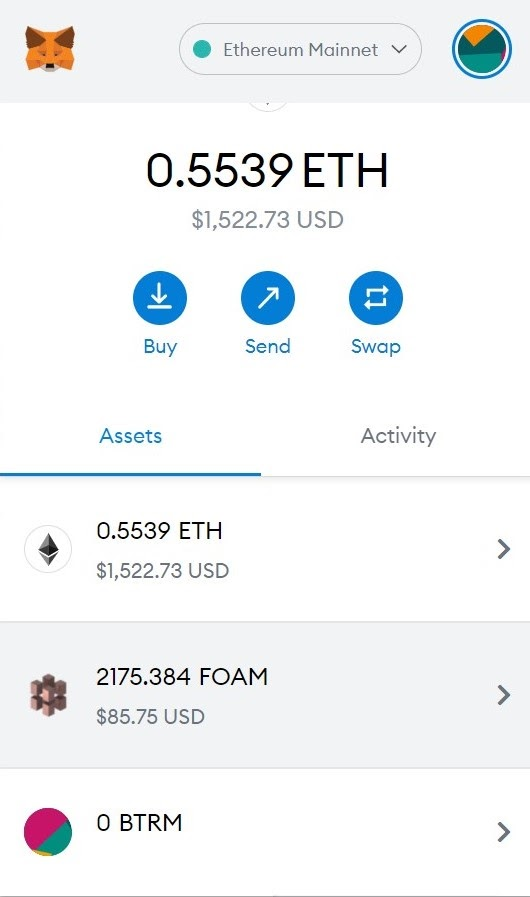 Ethereum Mainnet
0.5539 ETH
$1,522.73 USD
Buy
Send
Swap
Assets
Activity
0.5539 ETH
$1,522.73 USD
2175.384 FOAM
$85.75 USD
0 BTRM